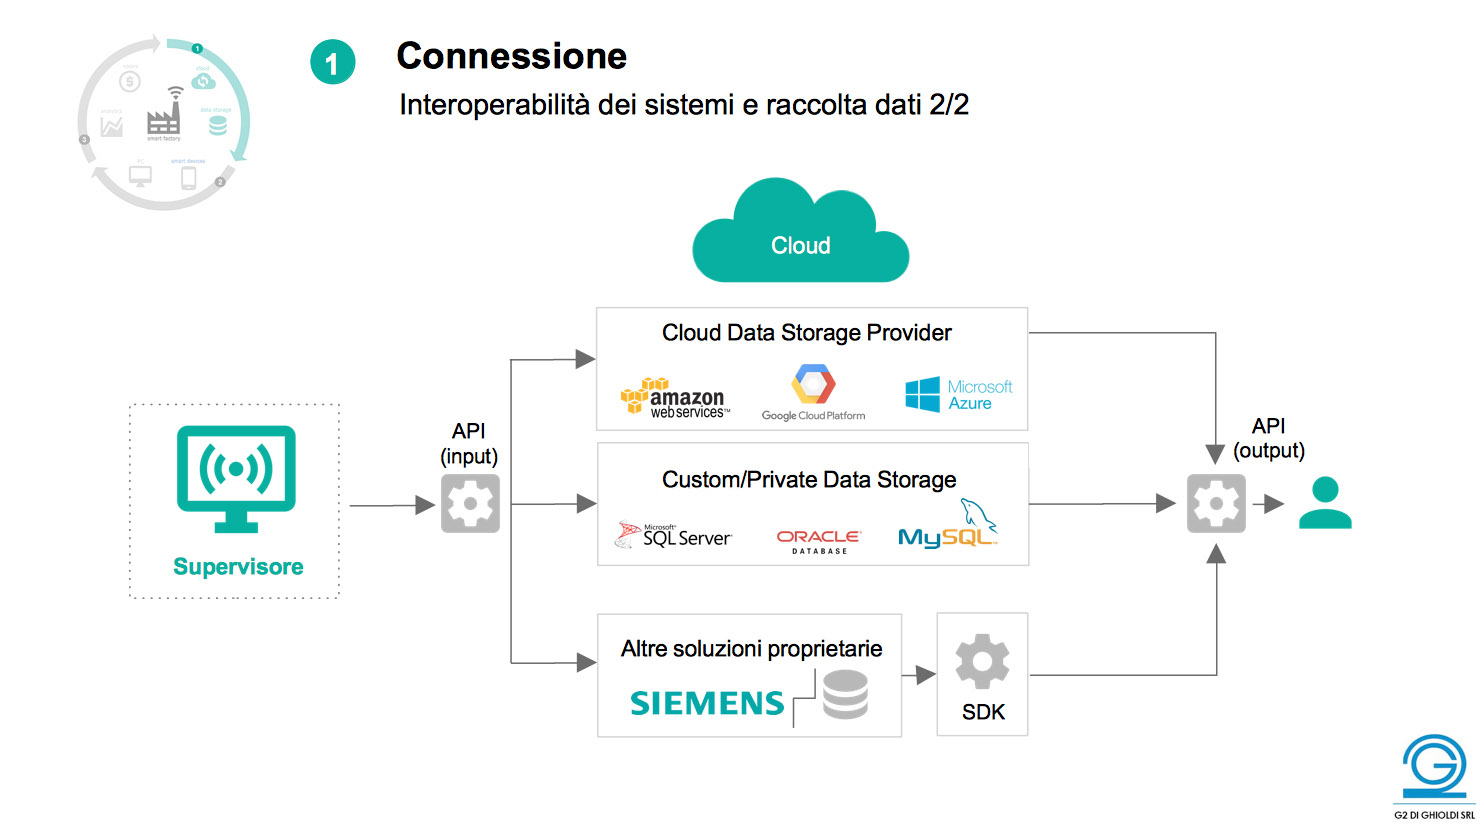 1
Connessione
Interoperabilità dei sistemi e raccolta dati 2/2
1
cloud
data storage
analytics
smart factory
3
PC
smart devices
2
$
Cloud
Cloud Data Storage Provider
amazon
web services™
Google Cloud Platform
Microsoft
Azure
API
(input)
API
(output)
Custom/Private Data Storage
Microsoft®
SQL Server
ORACLE
DATABASE
MySQL™
Supervisore
Altre soluzioni proprietarie
SIEMENS
SDK
G2 DI GHIOLDI SRL